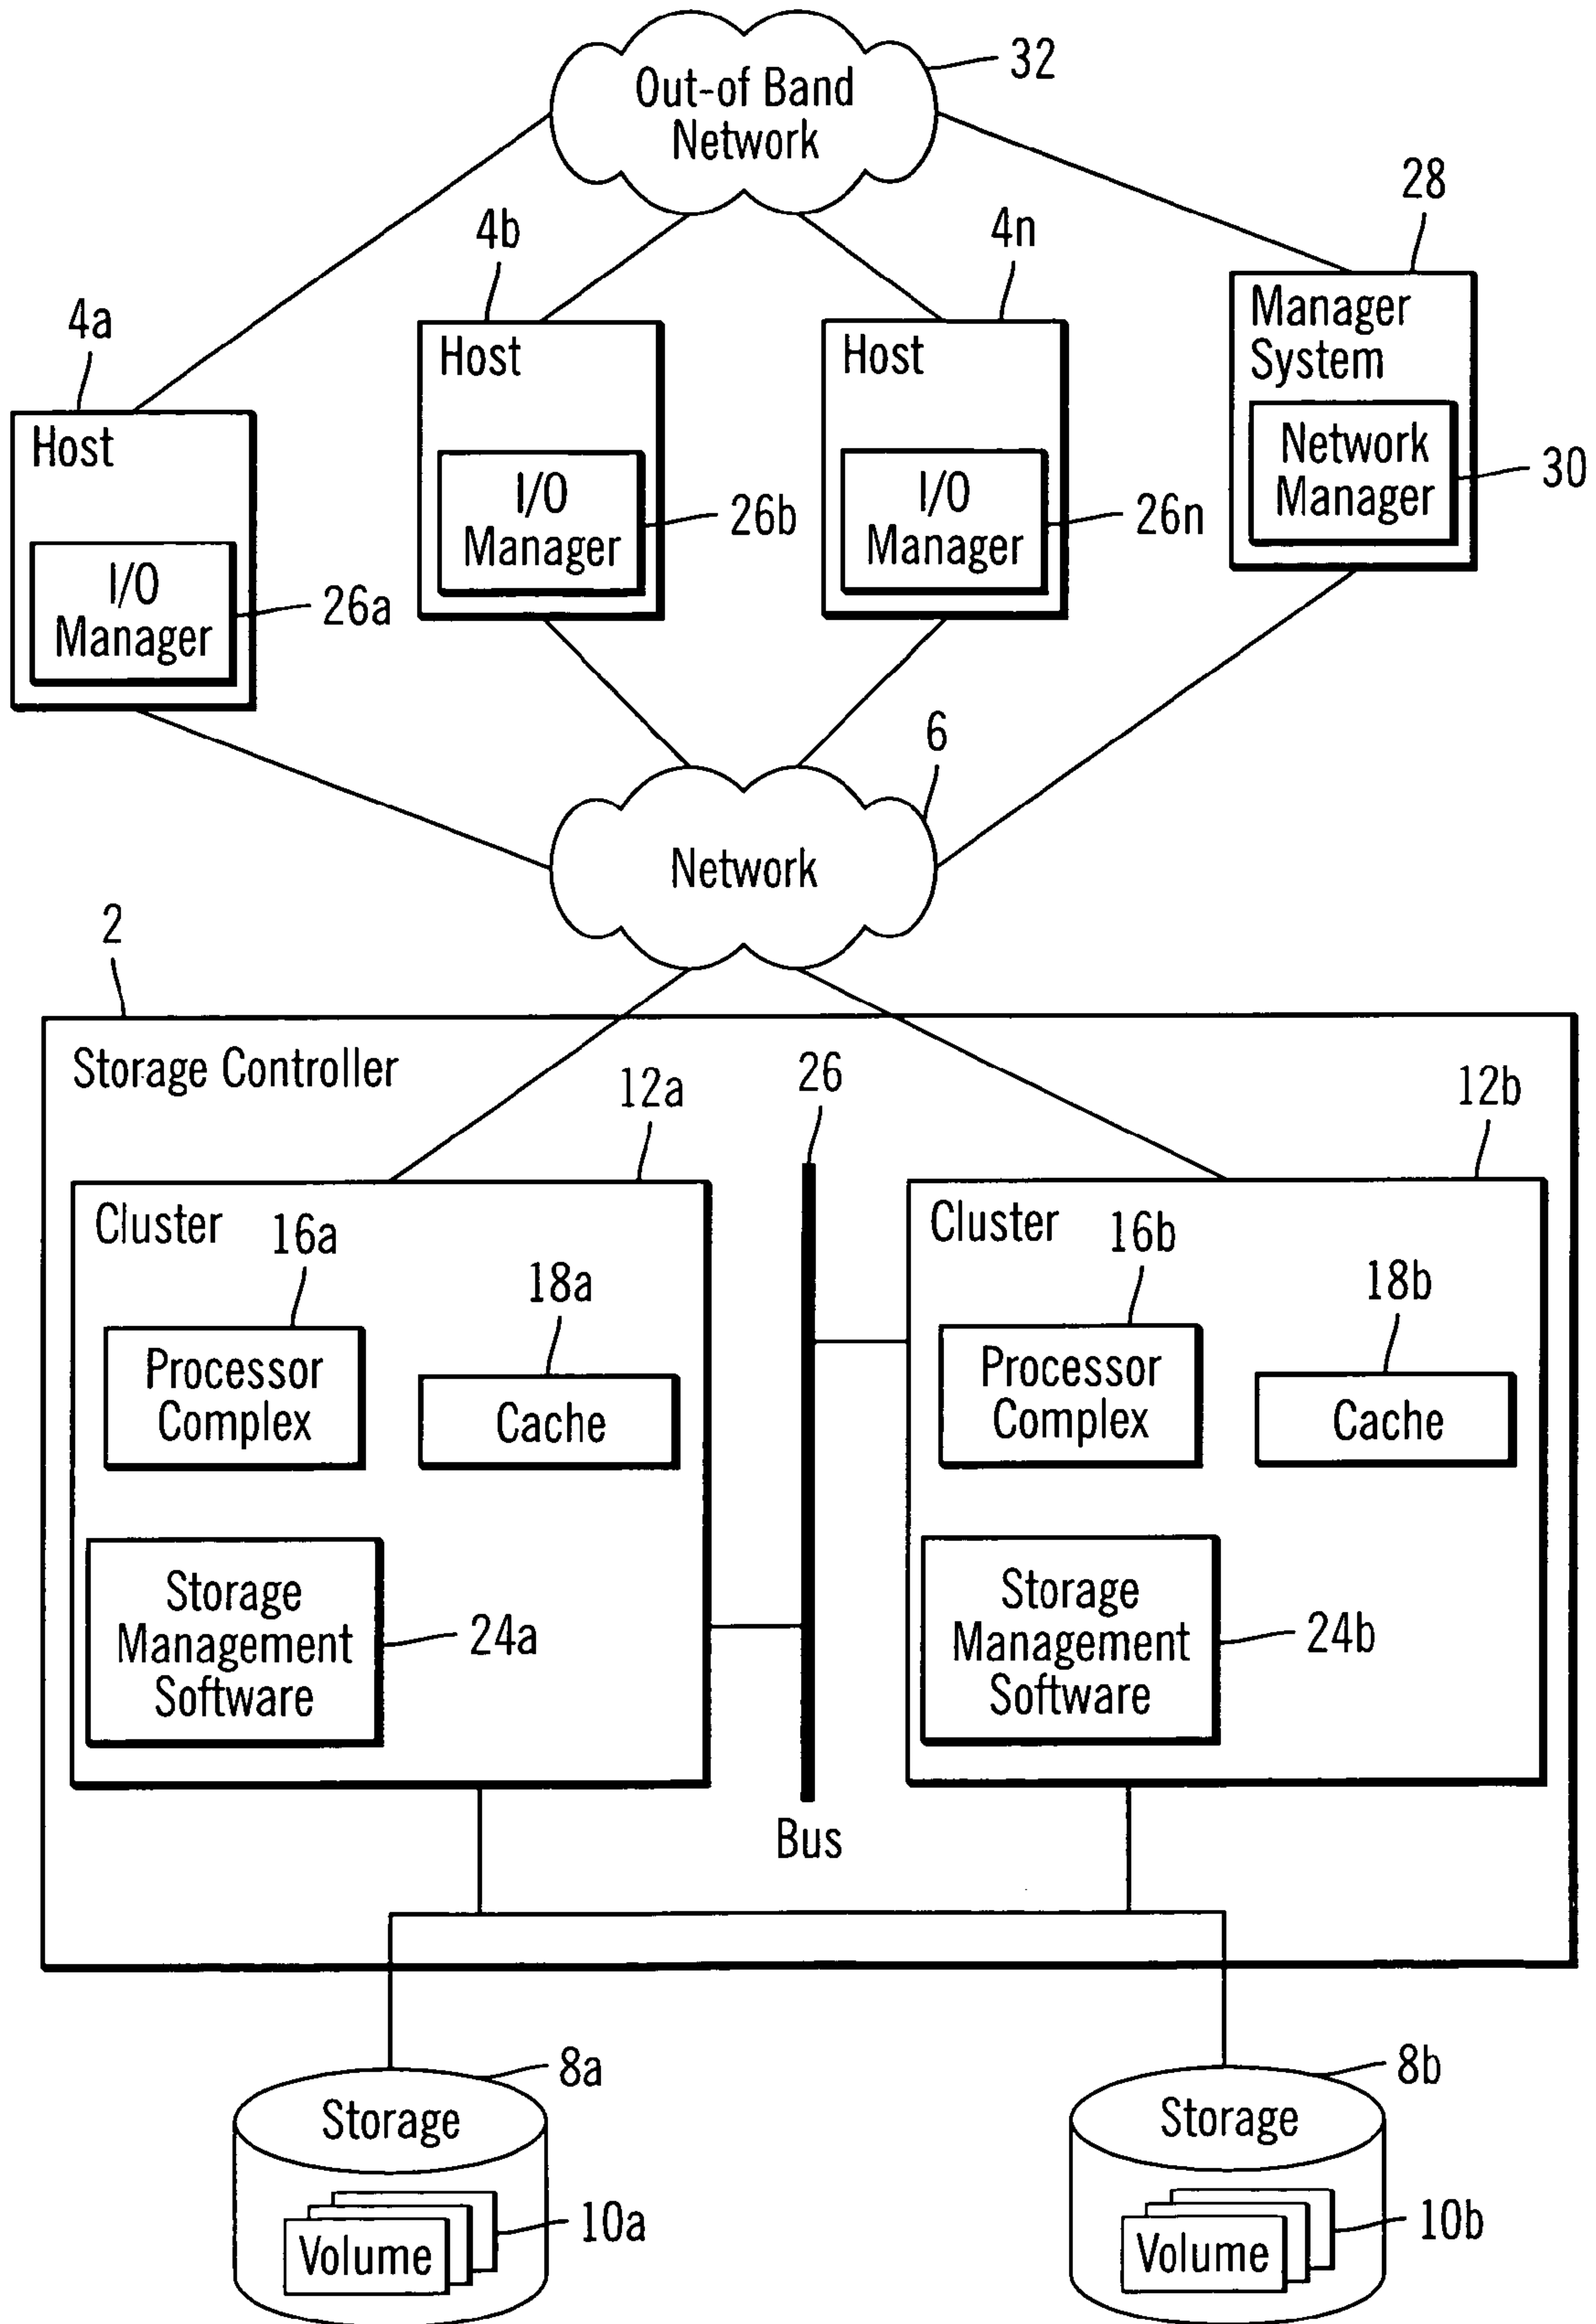 32
Out-of Band
Network
28
4b
4n
4a
Manager
System
Host
Host
Host
Network
Manager
30
I/O
Manager
26b
I/O
Manager
26n
I/O
Manager
26a
6
Network
2
Storage Controller
26
12a
12b
Cluster
16a
18a
Cluster
16b
18b
Processor
Complex
Cache
Processor
Complex
Cache
Storage
Management
Software
24a
Storage
Management
Software
24b
Bus
8a
Storage
8b
Storage
10a
Volume
10b
Volume